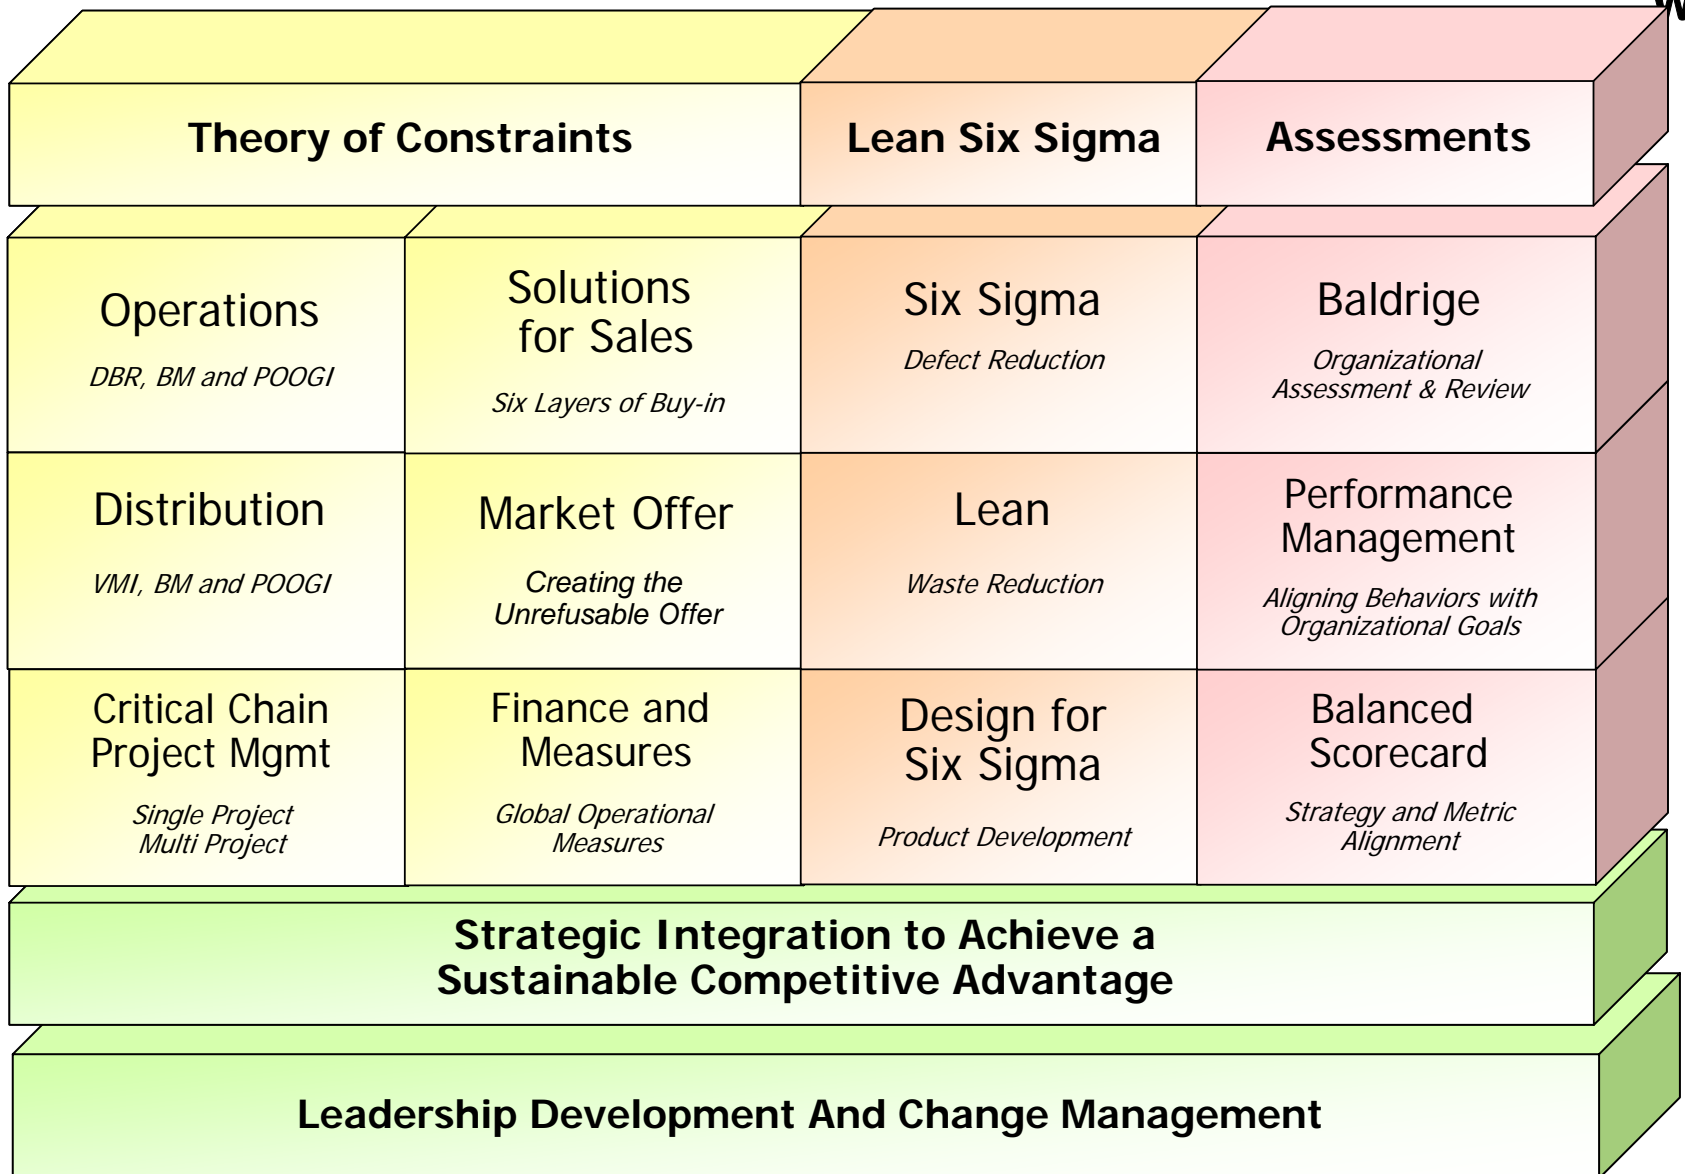 Theory of Constraints
Lean Six Sigma
Assessments
Operations
DBR, BM and POOGI
Solutions
for Sales
Six Layers of Buy-in
Six Sigma
Defect Reduction
Baldrige
Organizational
Assessment & Review
Distribution
VMI, BM and POOGI
Market Offer
Creating the
Unrefusable Offer
Lean
Waste Reduction
Performance
Management
Aligning Behaviors with
Organizational Goals
Critical Chain
Project Mgmt
Single Project
Multi Project
Finance and
Measures
Global Operational
Measures
Design for
Six Sigma
Product Development
Balanced
Scorecard
Strategy and Metric
Alignment
Strategic Integration to Achieve a
Sustainable Competitive Advantage
Leadership Development And Change Management